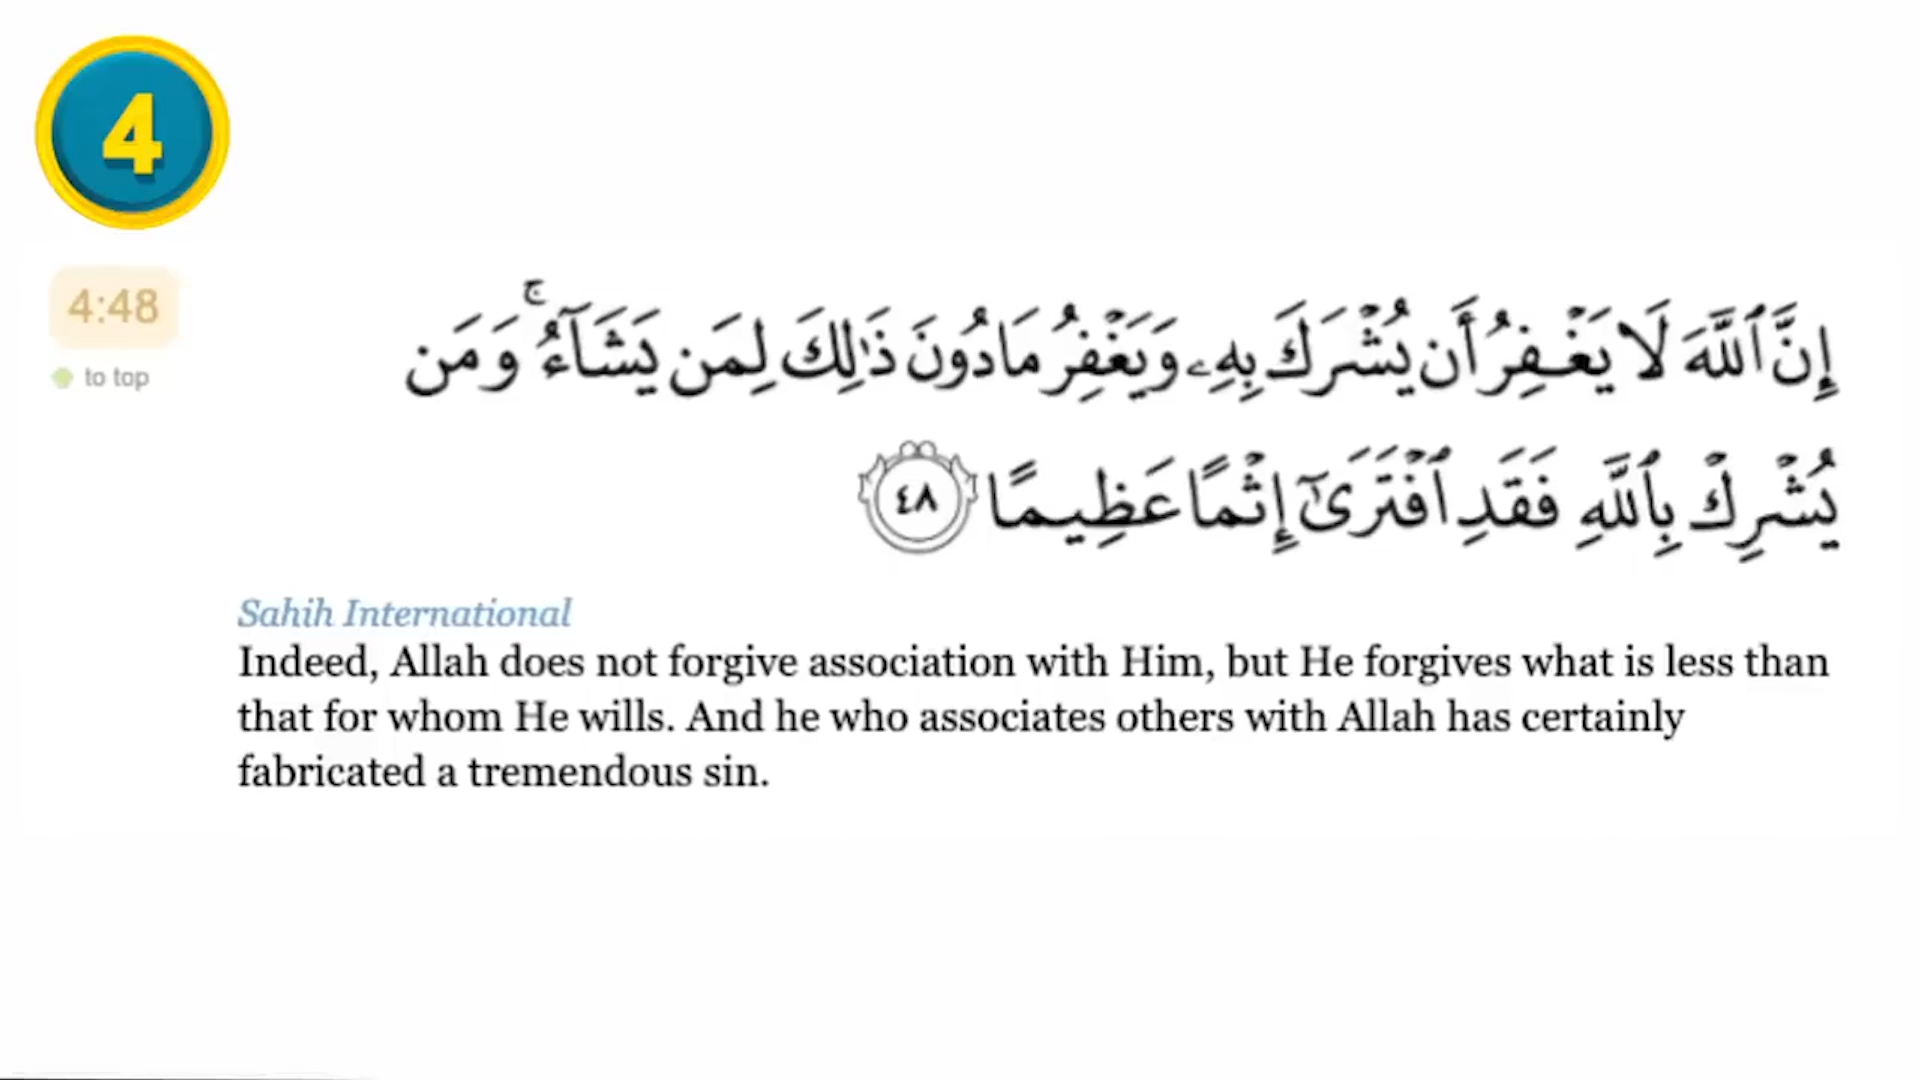 4
4:48
to top
إِنَّ ٱللَّهَ لَا يَغْفِرُ أَن يُشْرَكَ بِهِۦ وَيَغْفِرُ مَا دُونَ ذَٰلِكَ لِمَن يَشَآءُ ۚ وَمَن
يُشْرِكْ بِٱللَّهِ فَقَدِ ٱفْتَرَىٰٓ إِثْمًا عَظِيمًا ٤٨
Sahih International
Indeed, Allah does not forgive association with Him, but He forgives what is less than
that for whom He wills. And he who associates others with Allah has certainly
fabricated a tremendous sin.